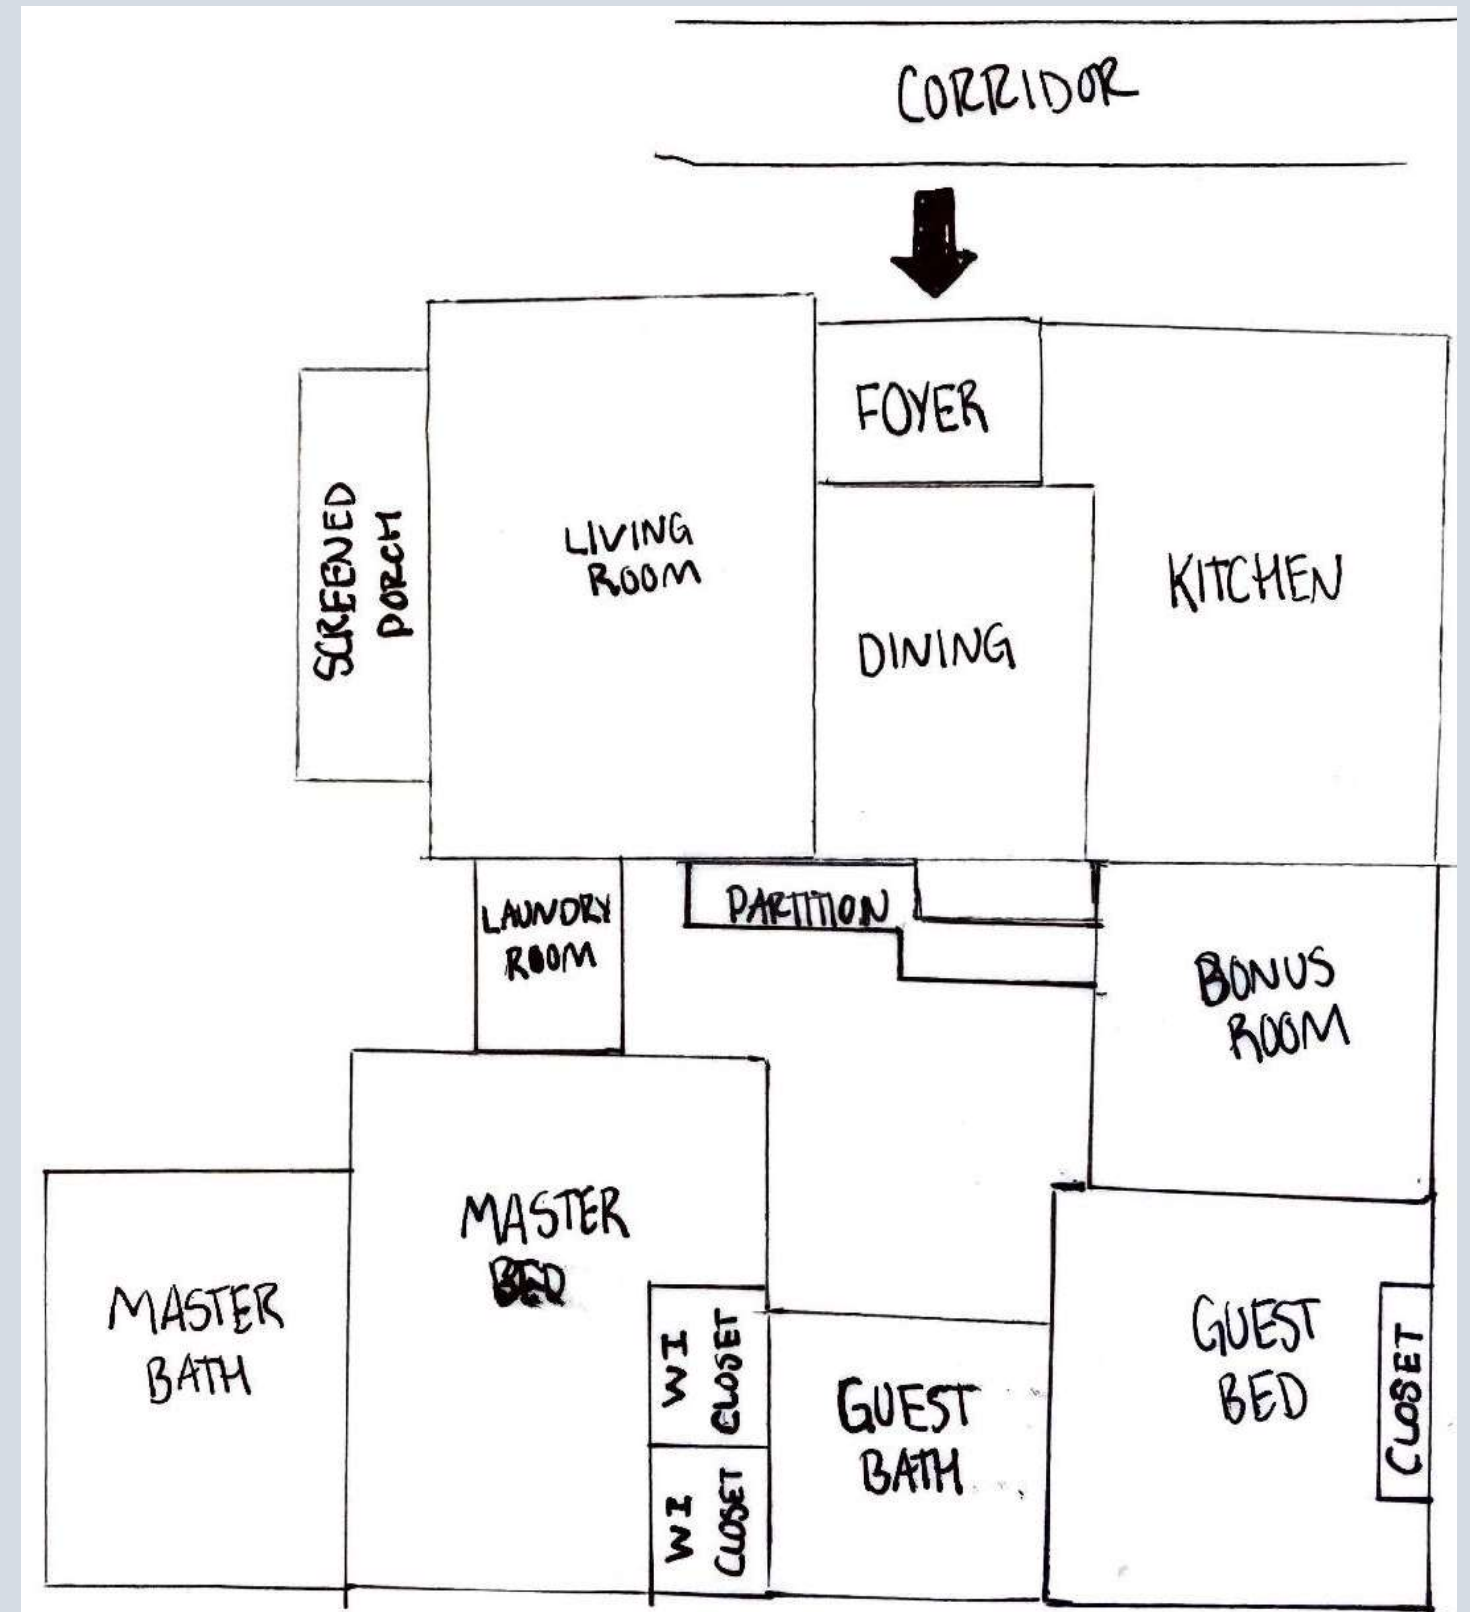 CORRIDOR
FOYER
SCREENED
PORCH
LIVING
ROOM
DINING
KITCHEN
LAUNDRY
ROOM
PARTITION
BONUS
ROOM
MASTER
BATH
MASTER
BED
WI
CLOSET
WI
CLOSET
GUEST
BATH
GUEST
BED
CLOSET